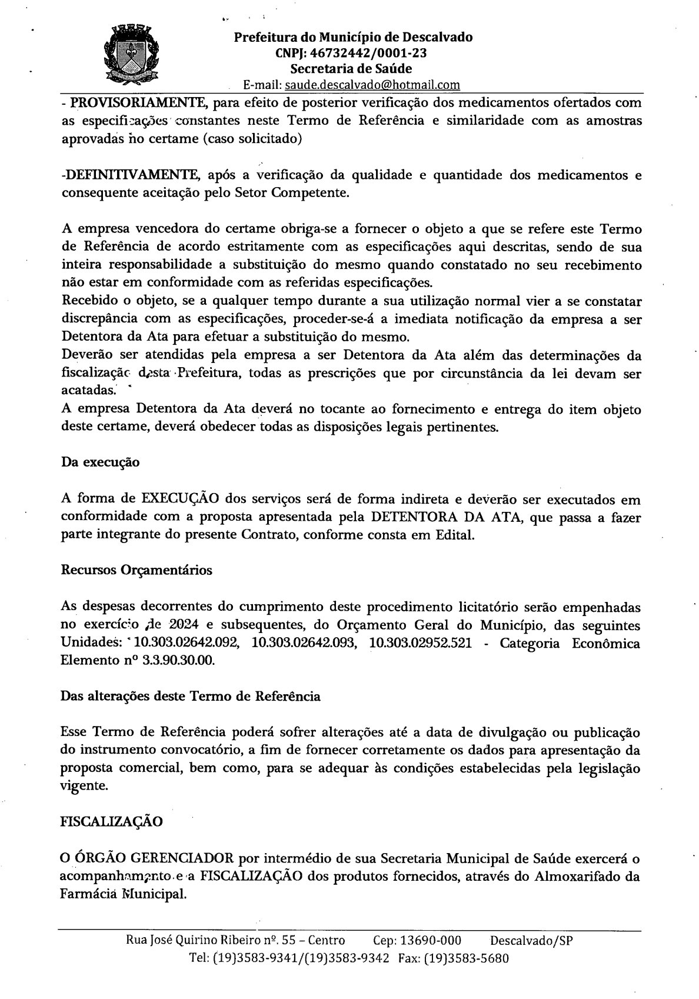 Prefeitura do Município de Descalvado
CNPJ: 46732442/0001-23
Secretaria de Saúde
E-mail: saude.descalvado@hotmail.com
- PROVISORIAMENTE, para efeito de posterior verificação dos medicamentos ofertados com
as especificações constantes neste Termo de Referência e similaridade com as amostras
aprovadas no certame (caso solicitado)
-DEFINITIVAMENTE, após a verificação da qualidade e quantidade dos medicamentos e
consequente aceitação pelo Setor Competente.
A empresa vencedora do certame obriga-se a fornecer o objeto a que se refere este Termo
de Referência de acordo estritamente com as especificações aqui descritas, sendo de sua
inteira responsabilidade a substituição do mesmo quando constatado no seu recebimento
não estar em conformidade com as referidas especificações.
Recebido o objeto, se a qualquer tempo durante a sua utilização normal vier a se constatar
discrepância com as especificações, proceder-se-á a imediata notificação da empresa a ser
Detentora da Ata para efetuar a substituição do mesmo.
Deverão ser atendidas pela empresa a ser Detentora da Ata além das determinações da
fiscalização desta Prefeitura, todas as prescrições que por circunstância da lei devam ser
acatadas.
A empresa Detentora da Ata deverá no tocante ao fornecimento e entrega do item objeto
deste certame, deverá obedecer todas as disposições legais pertinentes.
Da execução
A forma de EXECUÇÃO dos serviços será de forma indireta e deverão ser executados em
conformidade com a proposta apresentada pela DETENTORA DA ATA, que passa a fazer
parte integrante do presente Contrato, conforme consta em Edital.
Recursos Orçamentários
As despesas decorrentes do cumprimento deste procedimento licitatório serão empenhadas
no exercício de 2024 e subsequentes, do Orçamento Geral do Município, das seguintes
Unidades: 10.303.02642.092, 10.303.02642.093, 10.303.02952.521 - Categoria Econômica
Elemento nº 3.3.90.30.00.
Das alterações deste Termo de Referência
Esse Termo de Referência poderá sofrer alterações até a data de divulgação ou publicação
do instrumento convocatório, a fim de fornecer corretamente os dados para apresentação da
proposta comercial, bem como, para se adequar às condições estabelecidas pela legislação
vigente.
FISCALIZAÇÃO
O ÓRGÃO GERENCIADOR por intermédio de sua Secretaria Municipal de Saúde exercerá o
acompanhamento e a FISCALIZAÇÃO dos produtos fornecidos, através do Almoxarifado da
Farmácia Municipal.
Rua José Quirino Ribeiro nº. 55 – Centro Cep: 13690-000 Descalvado/SP
Tel: (19)3583-9341/(19)3583-9342 Fax: (19)3583-5680